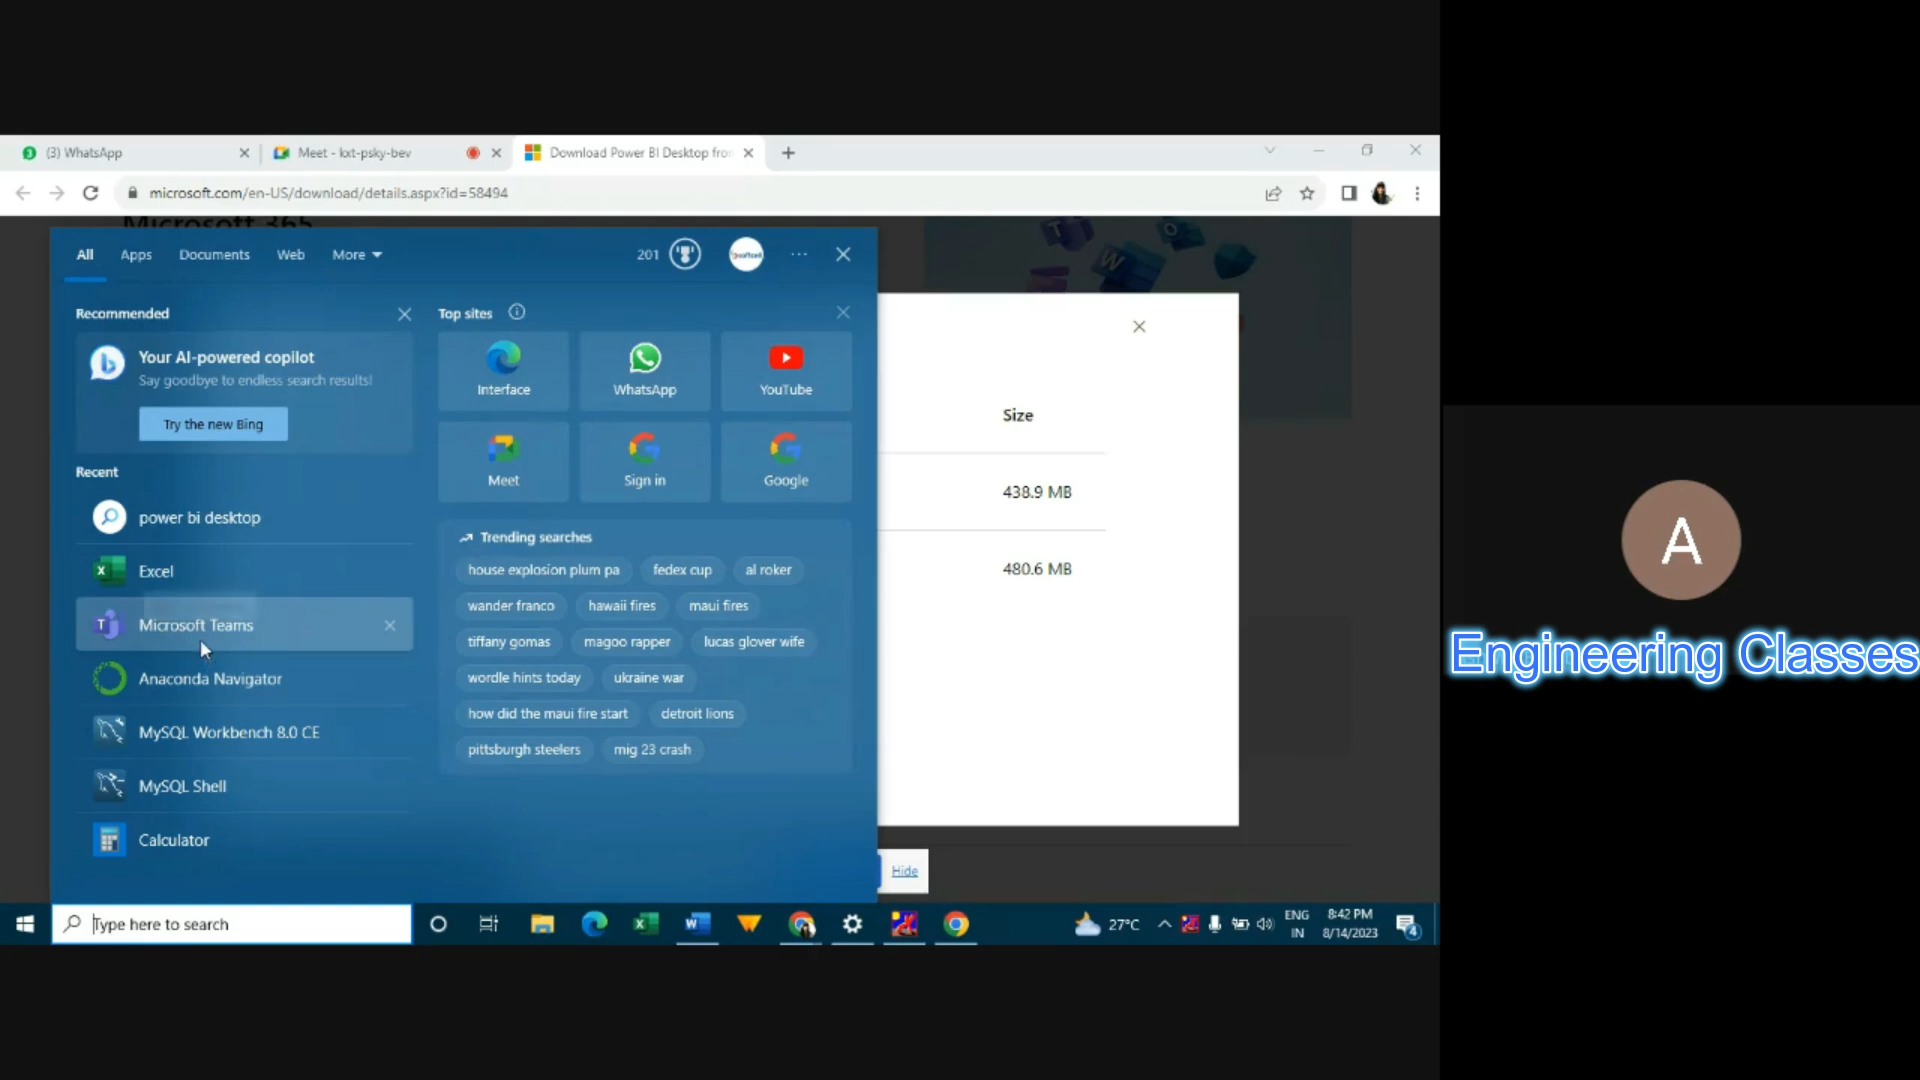 (3) WhatsApp
Meet - kxt-psky-bev
Download Power BI Desktop from
microsoft.com/en-US/download/details.aspx?id=58494
Microsoft 365
All Apps Documents Web More
201
Recommended
Your AI-powered copilot
Say goodbye to endless search results!
Try the new Bing
Recent
power bi desktop
Excel
Microsoft Teams
Anaconda Navigator
MySQL Workbench 8.0 CE
MySQL Shell
Calculator
Top sites
Interface WhatsApp YouTube
Meet Sign in Google
Trending searches
house explosion plum pa fedex cup al roker
wander franco hawaii fires maui fires
tiffany gomas magoo rapper lucas glover wife
wordle hints today ukraine war
how did the maui fire start detroit lions
pittsburgh steelers mig 23 crash
Size
438.9 MB
480.6 MB
Hide
A
Engineering Classes
Type here to search
27°C
ENG
IN
8:42 PM
8/14/2023
4